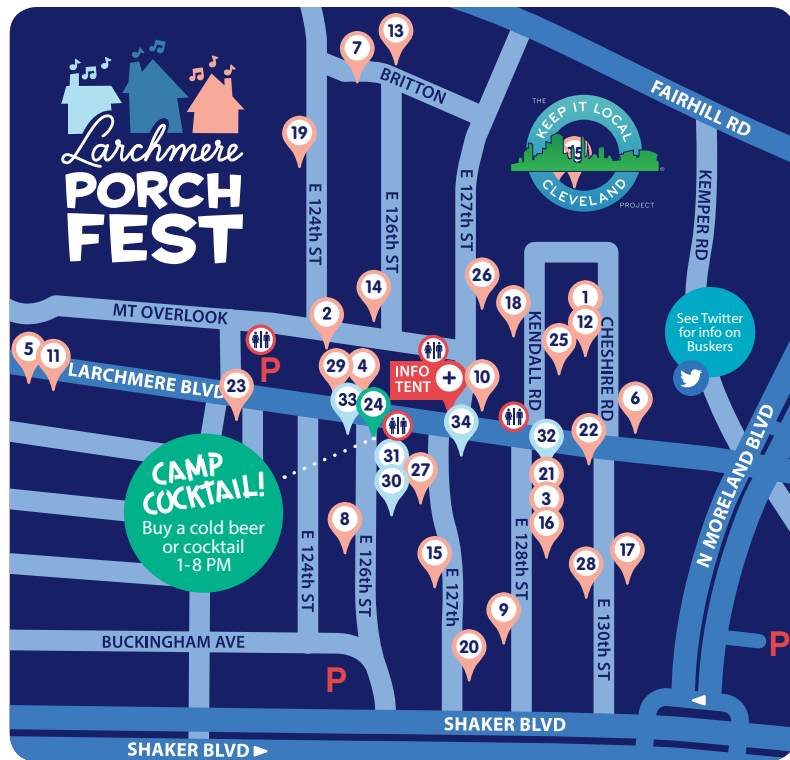 Larchmere
PORCH
FEST
THE
KEEP IT LOCAL
15
CLEVELAND
PROJECT
®
FAIRHILL RD
13
7
BRITTON
19
E 124th ST
E 126th ST
E 127th ST
KEMPER RD
26
14
18
1
2
12
MT OVERLOOK
25
KENDALL RD
CHESHIRE RD
See Twitter
for info on
Buskers
5
11
LARCHMERE BLVD
P
29
4
INFO
TENT
+
10
23
33
24
34
6
32
22
N MORELAND BLVD
CAMP
COCKTAIL!
Buy a cold beer
or cocktail
1-8 PM
31
27
30
21
3
16
8
15
28
17
E 124th ST
E 126th ST
E 127th
E 128th ST
E 130th ST
9
20
BUCKINGHAM AVE
P
P
SHAKER BLVD
SHAKER BLVD